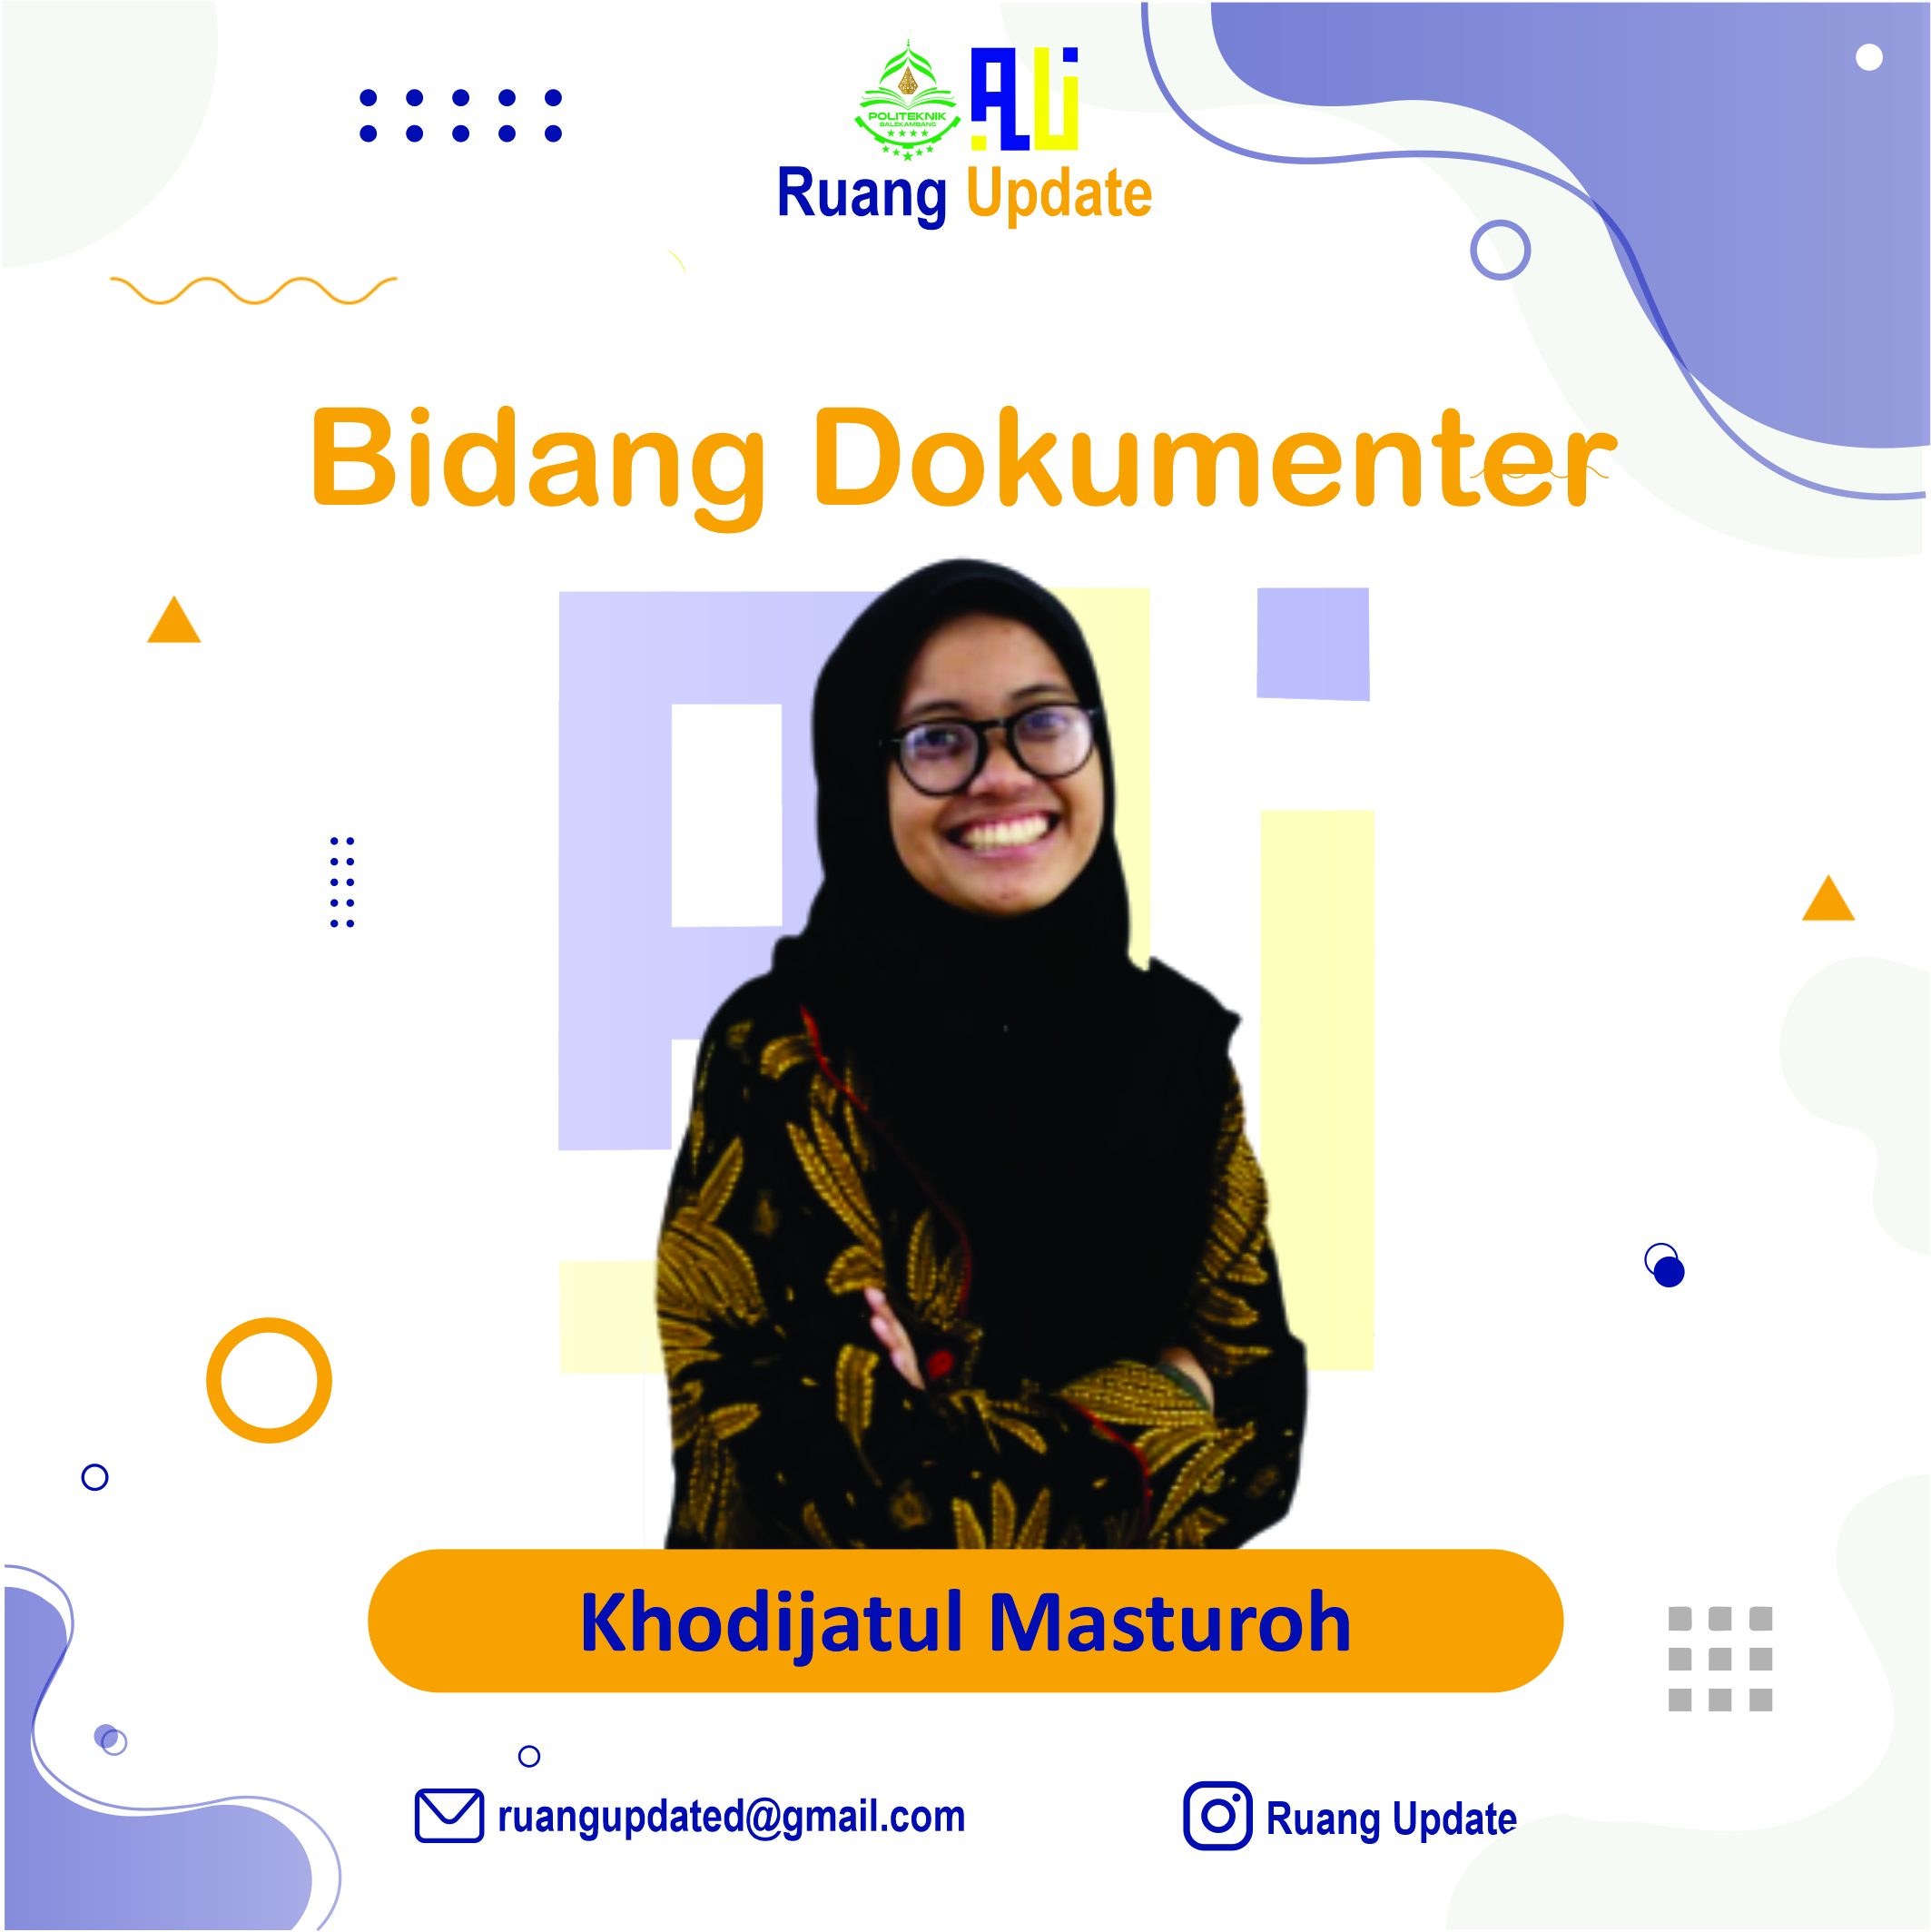 POLITEKNIK
BALEKAMBANG
Ruang Update
Bidang Dokumenter
Khodijatul Masturoh
ruangupdated@gmail.com
Ruang Update